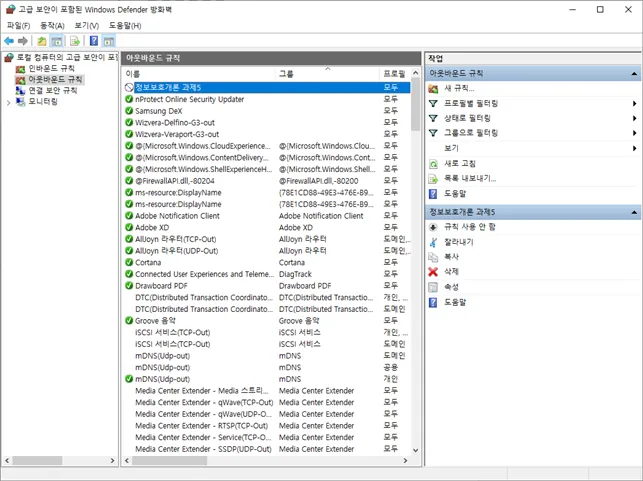 고급 보안이 포함된 Windows Defender 방화벽
파일(F) 동작(A) 보기(V) 도움말(H)
로컬 컴퓨터의 고급 보안이 포
인바운드 규칙
아웃바운드 규칙
연결 보안 규칙
모니터링
아웃바운드 규칙
이름 그룹 프로필
정보보호개론 과제5 모두
nProtect Online Security Updater 모두
Samsung DeX 모두
Wizvera-Delfino-G3-out 모두
Wizvera-Veraport-G3-out 모두
@{Microsoft.Windows.CloudExperience... @{Microsoft.Windows.Clou... 모두
@{Microsoft.Windows.ContentDelivery... @{Microsoft.Windows.Cont... 모두
@{Microsoft.Windows.ShellExperienceH... @{Microsoft.Windows.Shell... 모두
@FirewallAPI.dll,-80204 @FirewallAPI.dll,-80200 모두
ms-resource:DisplayName {78E1CD88-49E3-476E-B9... 모두
ms-resource:DisplayName {78E1CD88-49E3-476E-B9... 모두
Adobe Notification Client Adobe Notification Client 모두
Adobe XD Adobe XD 모두
AllJoyn 라우터(TCP-Out) AllJoyn 라우터 도메인,
AllJoyn 라우터(UDP-Out) AllJoyn 라우터 도메인,
Cortana Cortana 모두
Connected User Experiences and Teleme... DiagTrack 모두
Drawboard PDF Drawboard PDF 모두
DTC(Distributed Transaction Coordinato... DTC(Distributed Transactio... 개인,
DTC(Distributed Transaction Coordinato... DTC(Distributed Transactio... 도메인
Groove 음악 Groove 음악 모두
iSCSI 서비스(TCP-Out) iSCSI 서비스 개인,
iSCSI 서비스(TCP-Out) iSCSI 서비스 도메인
mDNS(Udp-out) mDNS 도메인
mDNS(Udp-out) mDNS 공용
mDNS(Udp-out) mDNS 개인
Media Center Extender - Media 스트리... Media Center Extender 모두
Media Center Extender - qWave(TCP-Out) Media Center Extender 모두
Media Center Extender - qWave(UDP-O... Media Center Extender 모두
Media Center Extender - RTSP(TCP-Out) Media Center Extender 모두
Media Center Extender - Service(TCP-O... Media Center Extender 모두
Media Center Extender - SSDP(UDP-Out) Media Center Extender 모두
작업
아웃바운드 규칙
새 규칙...
프로필별 필터링
상태로 필터링
그룹으로 필터링
보기
새로 고침
목록 내보내기...
도움말
정보보호개론 과제5
규칙 사용 안 함
잘라내기
복사
삭제
속성
도움말